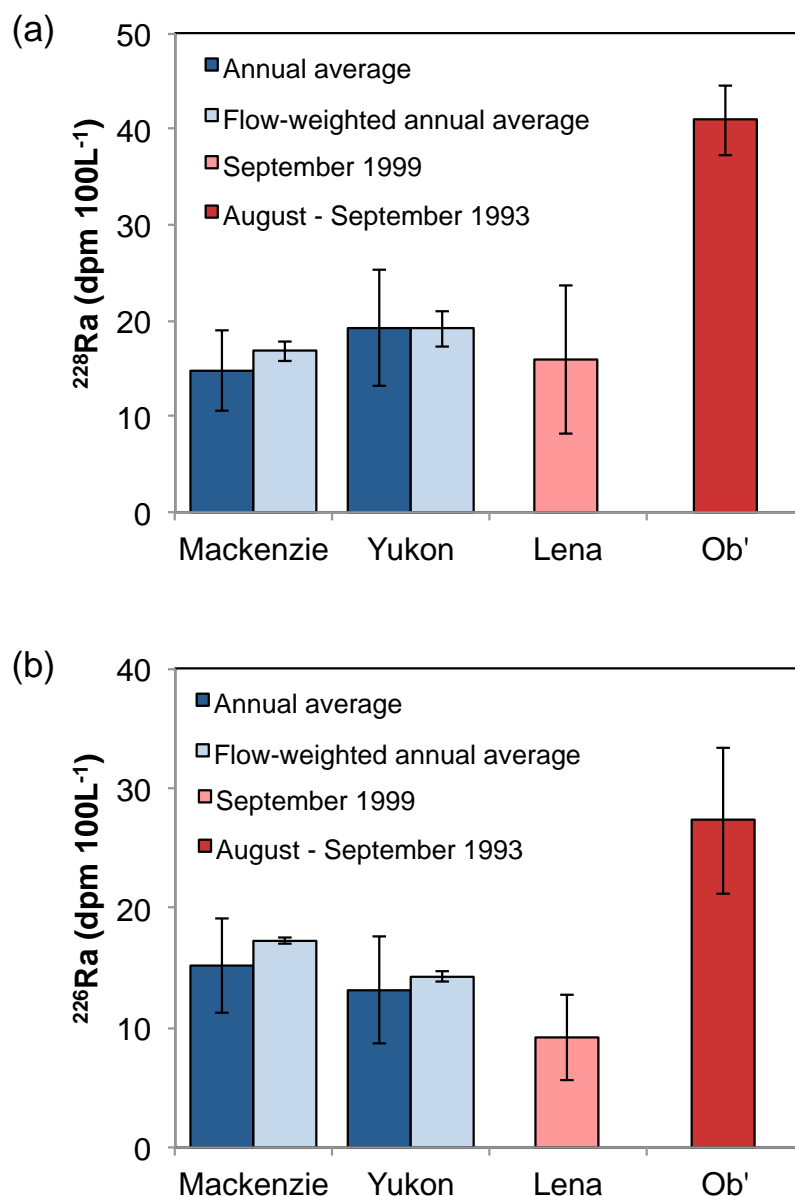 (a)
50
40
30
20
10
0
²²⁸Ra (dpm 100L⁻¹)
Annual average
Flow-weighted annual average
September 1999
August - September 1993
Mackenzie Yukon Lena Ob'
(b)
40
30
20
10
0
²²⁶Ra (dpm 100L⁻¹)
Annual average
Flow-weighted annual average
September 1999
August - September 1993
Mackenzie Yukon Lena Ob'